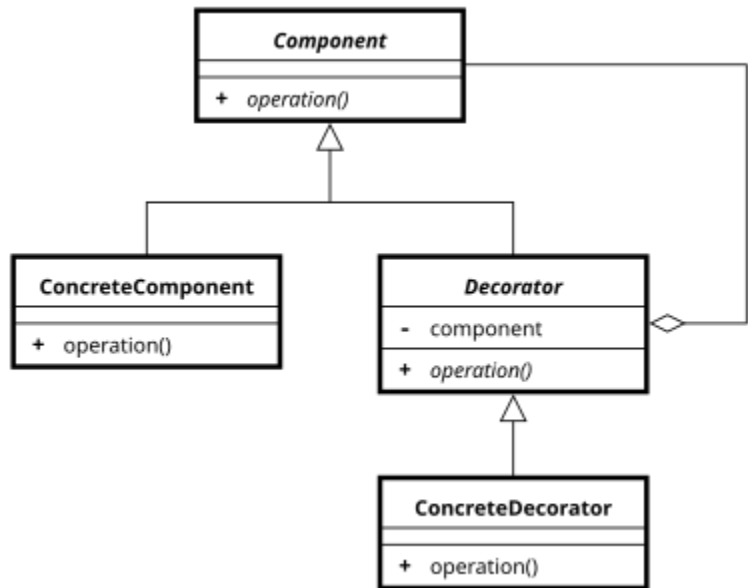 Component
+ operation()
ConcreteComponent
+ operation()
Decorator
- component
+ operation()
ConcreteDecorator
+ operation()